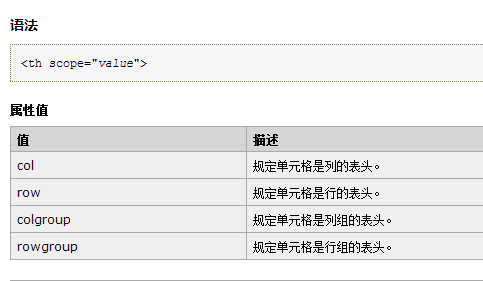 语法
<th scope="value">
属性值
值 描述
col 规定单元格是列的表头。
row 规定单元格是行的表头。
colgroup 规定单元格是列组的表头。
rowgroup 规定单元格是行组的表头。